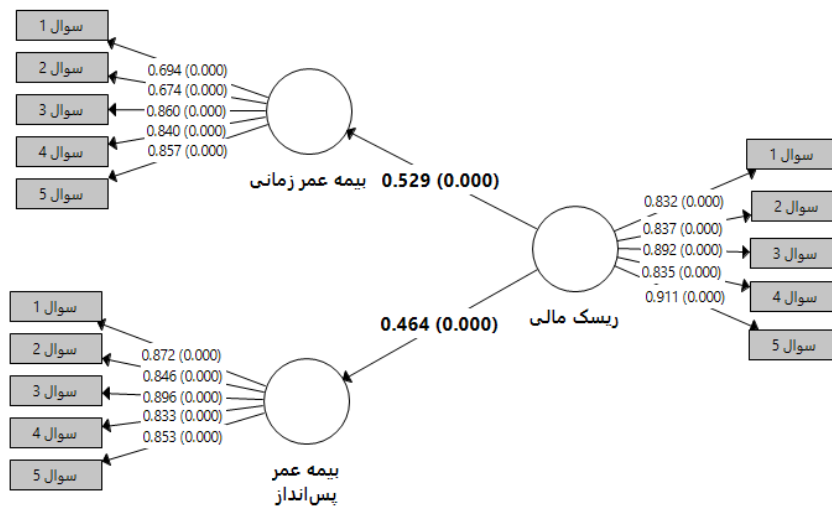 سوال 1
سوال 2
سوال 3
سوال 4
سوال 5
0.694 (0.000)
0.674 (0.000)
0.860 (0.000)
0.840 (0.000)
0.857 (0.000)
بیمه عمر زمانی
0.529 (0.000)
سوال 1
سوال 2
سوال 3
سوال 4
سوال 5
0.832 (0.000)
0.837 (0.000)
0.892 (0.000)
0.835 (0.000)
0.911 (0.000)
ریسک مالی
0.464 (0.000)
سوال 1
سوال 2
سوال 3
سوال 4
سوال 5
0.872 (0.000)
0.846 (0.000)
0.896 (0.000)
0.833 (0.000)
0.853 (0.000)
بیمه عمر
پس‌انداز